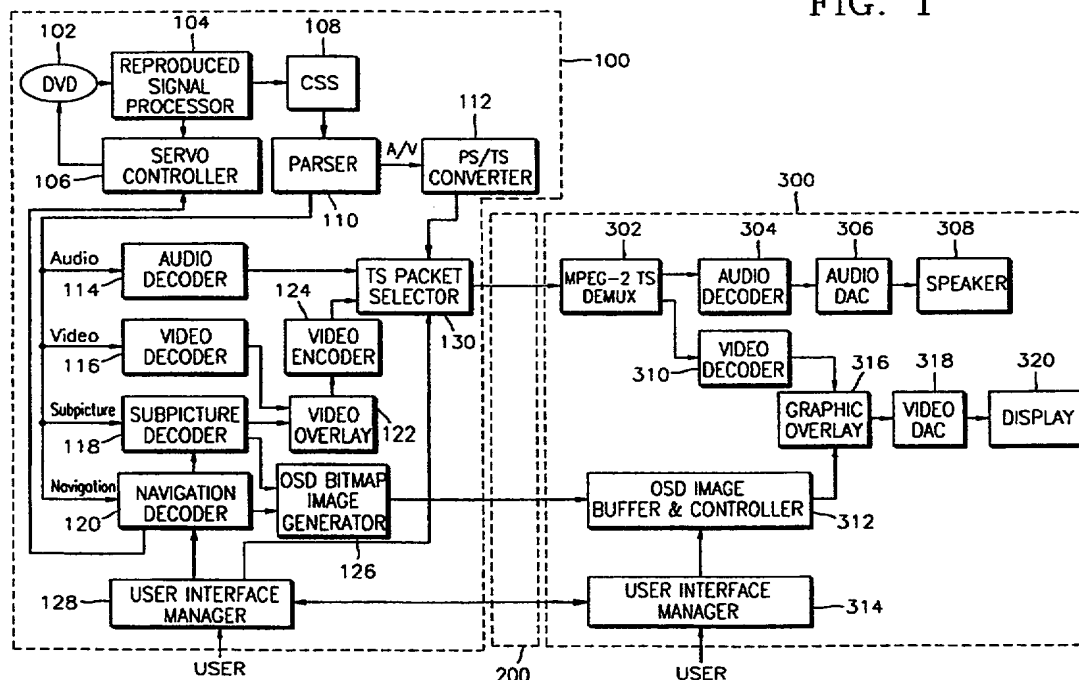 FIG. 1
102
104
108
100
DVD
REPRODUCED
SIGNAL
PROCESSOR
CSS
112
106
SERVO
CONTROLLER
PARSER
A/V
PS/TS
CONVERTER
110
300
Audio
114
AUDIO
DECODER
TS PACKET
SELECTOR
130
302
MPEG-2 TS
DEMUX
304
AUDIO
DECODER
306
AUDIO
DAC
308
SPEAKER
Video
116
VIDEO
DECODER
124
VIDEO
ENCODER
310
VIDEO
DECODER
316
GRAPHIC
OVERLAY
318
VIDEO
DAC
320
DISPLAY
Subpicture
118
SUBPICTURE
DECODER
VIDEO
OVERLAY
122
Navigation
120
NAVIGATION
DECODER
OSD BITMAP
IMAGE
GENERATOR
126
OSD IMAGE
BUFFER & CONTROLLER
312
128
USER INTERFACE
MANAGER
USER INTERFACE
MANAGER
314
USER
200
USER